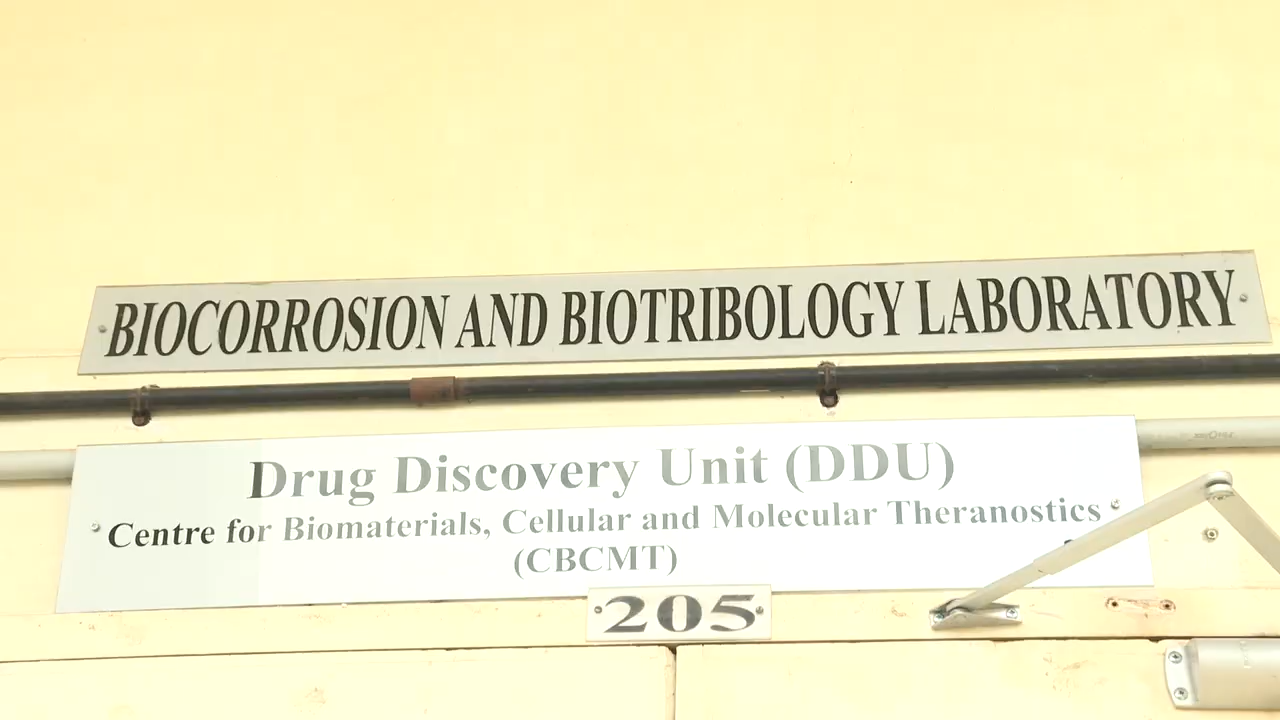 BIOCORROSION AND BIOTRIBOLOGY LABORATORY
Drug Discovery Unit (DDU)
Centre for Biomaterials, Cellular and Molecular Theranostics
(CBCMT)
205